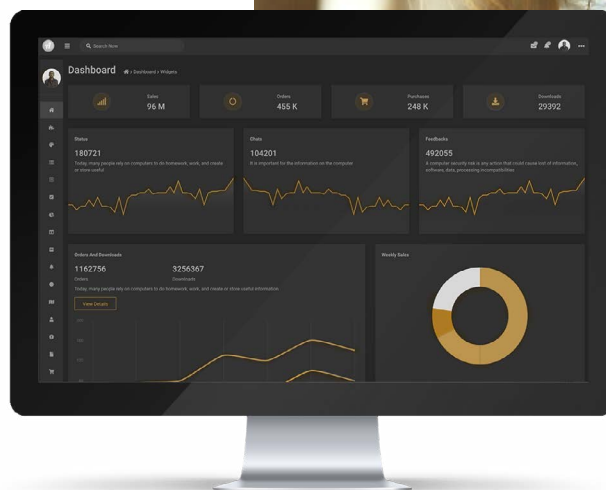 Search Now
Dashboard
Dashboard > Widgets
Sales
96 M
Orders
455 K
Purchases
248 K
Downloads
29392
Status
180721
Today, many people rely on computers to do homework, work, and create
or store useful
Chats
104201
It is important for the information on the computer
Feedbacks
492055
A computer security risk is any action that could cause lost of information,
software, data, processing incompatibilities
Orders And Downloads
1162756
3256367
Orders
Downloads
Today, many people rely on computers to do homework, work, and create or store useful information
View Details
Weekly Sales